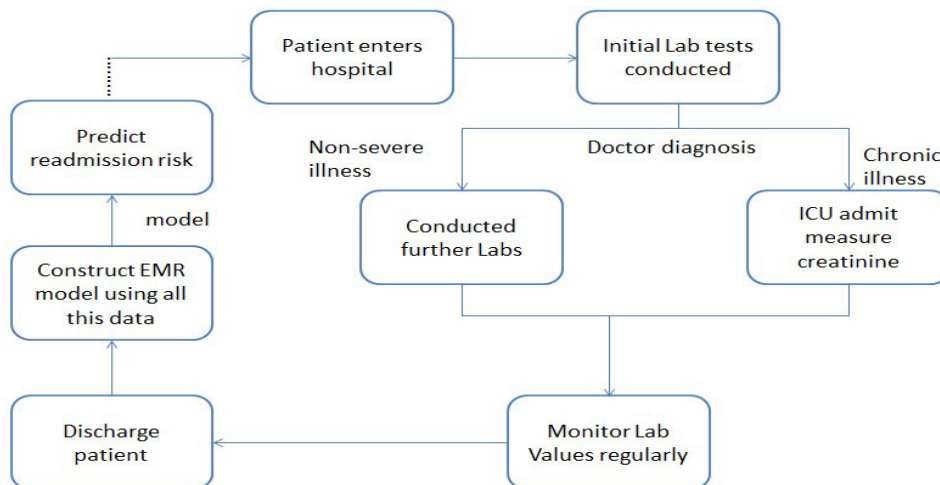 Patient enters
hospital
Initial Lab tests
conducted
Predict
readmission risk
Non-severe
illness
Doctor diagnosis
Chronic
illness
model
Conducted
further Labs
ICU admit
measure
creatinine
Construct EMR
model using all
this data
Discharge
patient
Monitor Lab
Values regularly